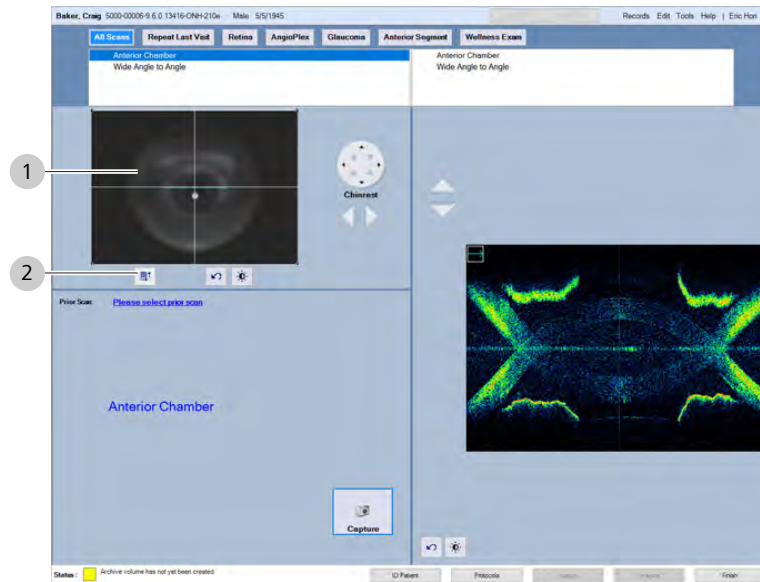 Baker, Craig 5000-00006-9.6.0.13416-ONH-210e Male 5/5/1945
Records Edit Tools Help | Eric Hori
All Scans Repeat Last Visit Retina AngioPlex Glaucoma Anterior Segment Wellness Exam
Anterior Chamber
Wide Angle to Angle
Anterior Chamber
Wide Angle to Angle
1
Chinrest
2
Prior Scan: Please select prior scan
Anterior Chamber
Capture
Status : Archive volume has not yet been created
ID Patient Protocols Finish